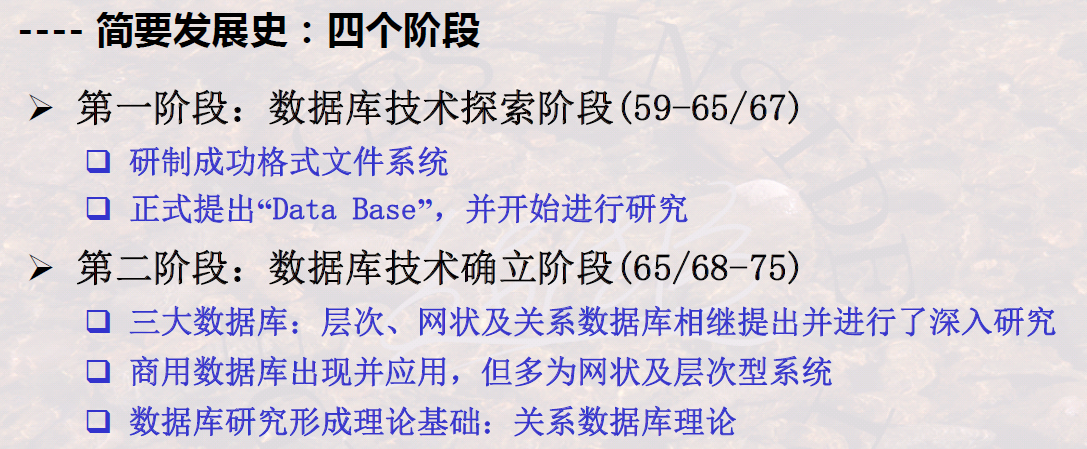 ---- 简要发展史：四个阶段
第一阶段：数据库技术探索阶段(59-65/67)
研制成功格式文件系统
正式提出“Data Base”，并开始进行研究
第二阶段：数据库技术确立阶段(65/68-75)
三大数据库：层次、网状及关系数据库相继提出并进行了深入研究
商用数据库出现并应用，但多为网状及层次型系统
数据库研究形成理论基础：关系数据库理论